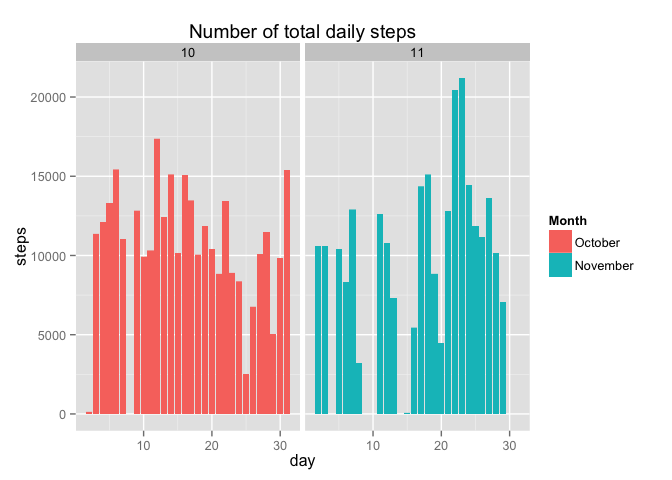 Number of total daily steps
10 11
20000
15000
10000
5000
0
steps
10 20 30 10 20 30
day
Month
October
November